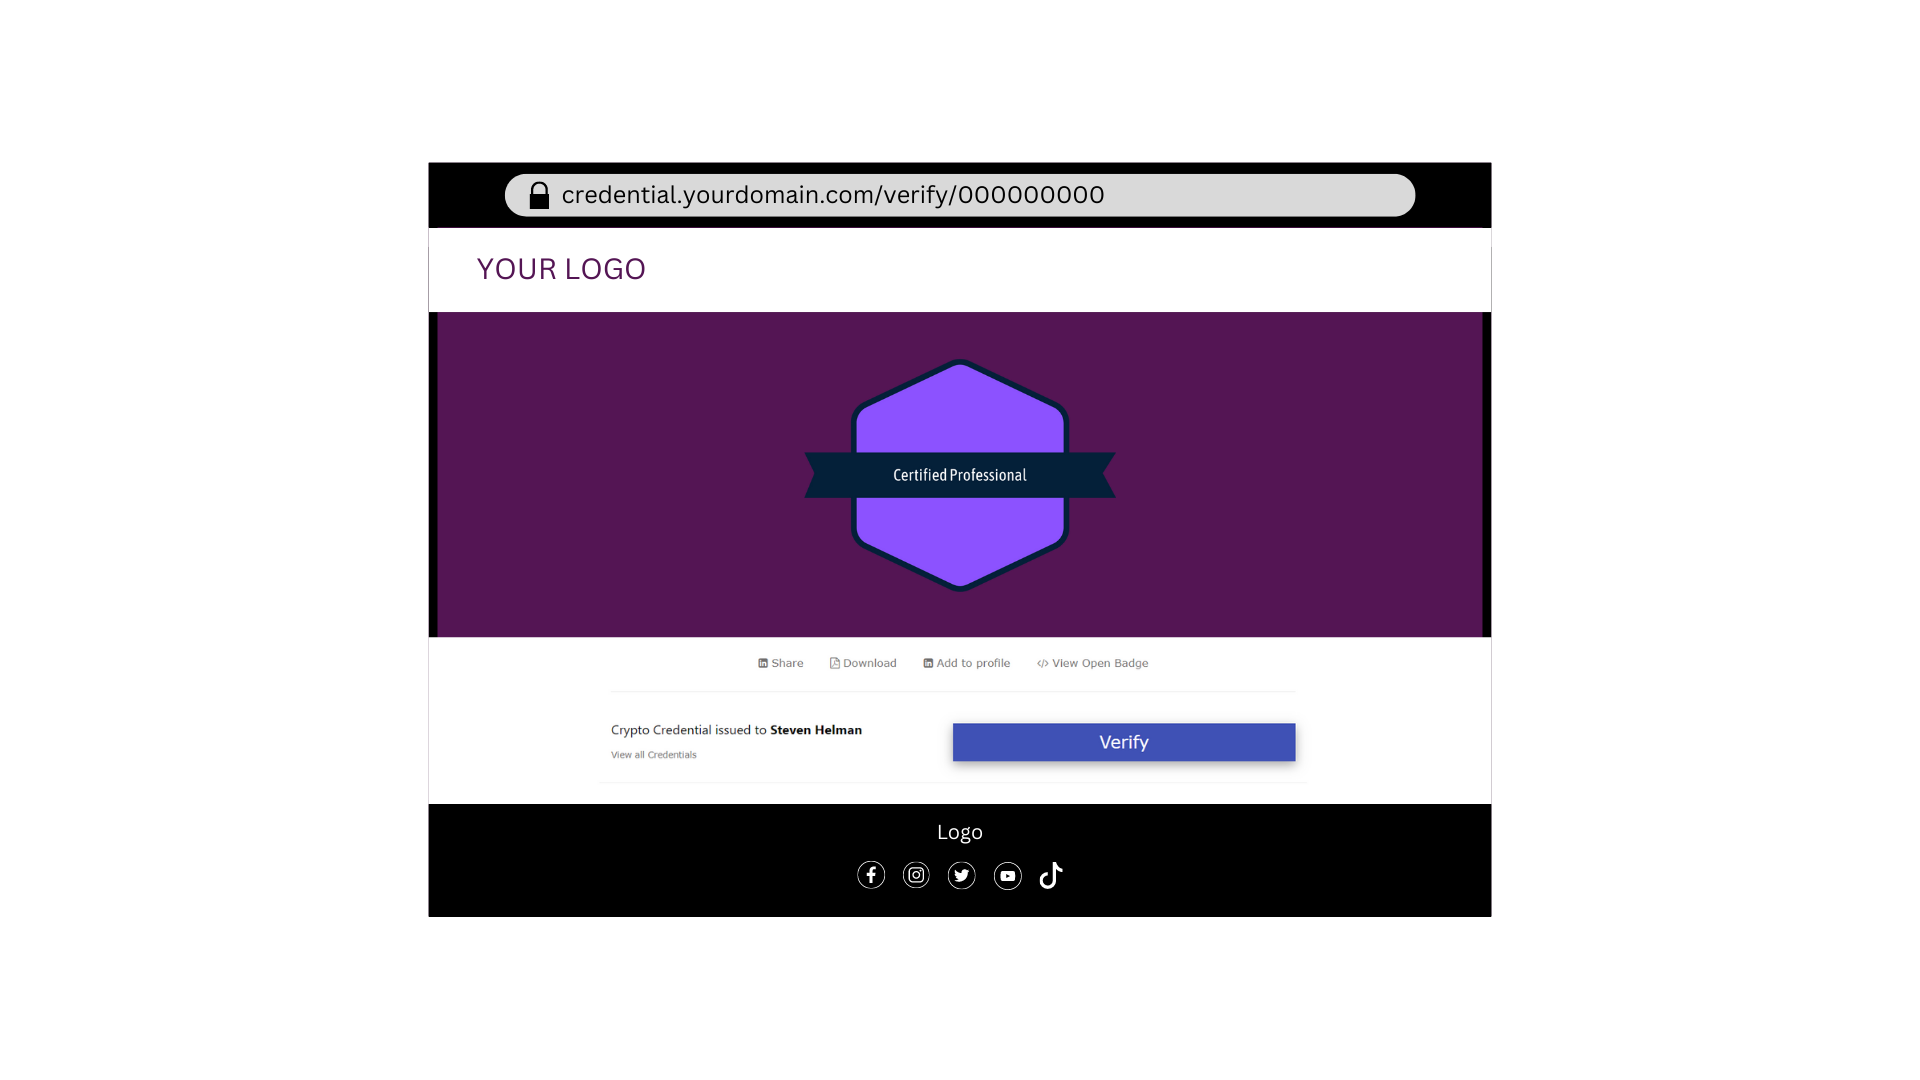 credential.yourdomain.com/verify/000000000
YOUR LOGO
Certified Professional
Share Download Add to profile View Open Badge
Crypto Credential issued to Steven Helman
View all Credentials
Verify
Logo